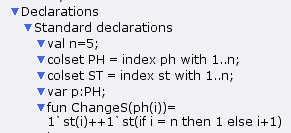 Declarations
Standard declarations
val n=5;
colset PH = index ph with 1..n;
colset ST = index st with 1..n;
var p:PH;
fun ChangeS(ph(i))=
1`st(i)++1`st(if i = n then 1 else i+1)